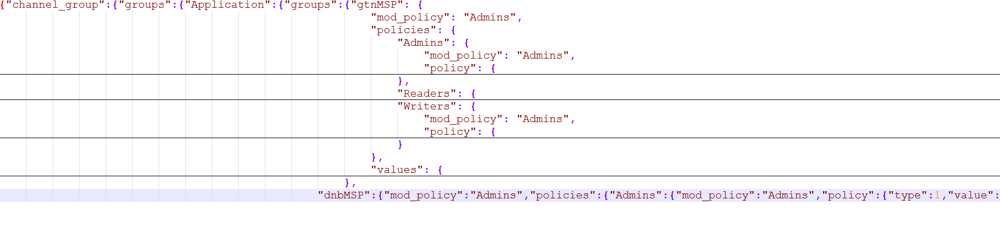 {"channel_group":{"groups":{"Application":{"groups":{"gtnMSP": {
"mod_policy": "Admins",
"policies": {
"Admins": {
"mod_policy": "Admins",
"policy": {
},
"Readers": {
"Writers": {
"mod_policy": "Admins",
"policy": {
}
},
"values": {
},
"dnbMSP":{"mod_policy":"Admins","policies":{"Admins":{"mod_policy":"Admins","policy":{"type":1,"value":